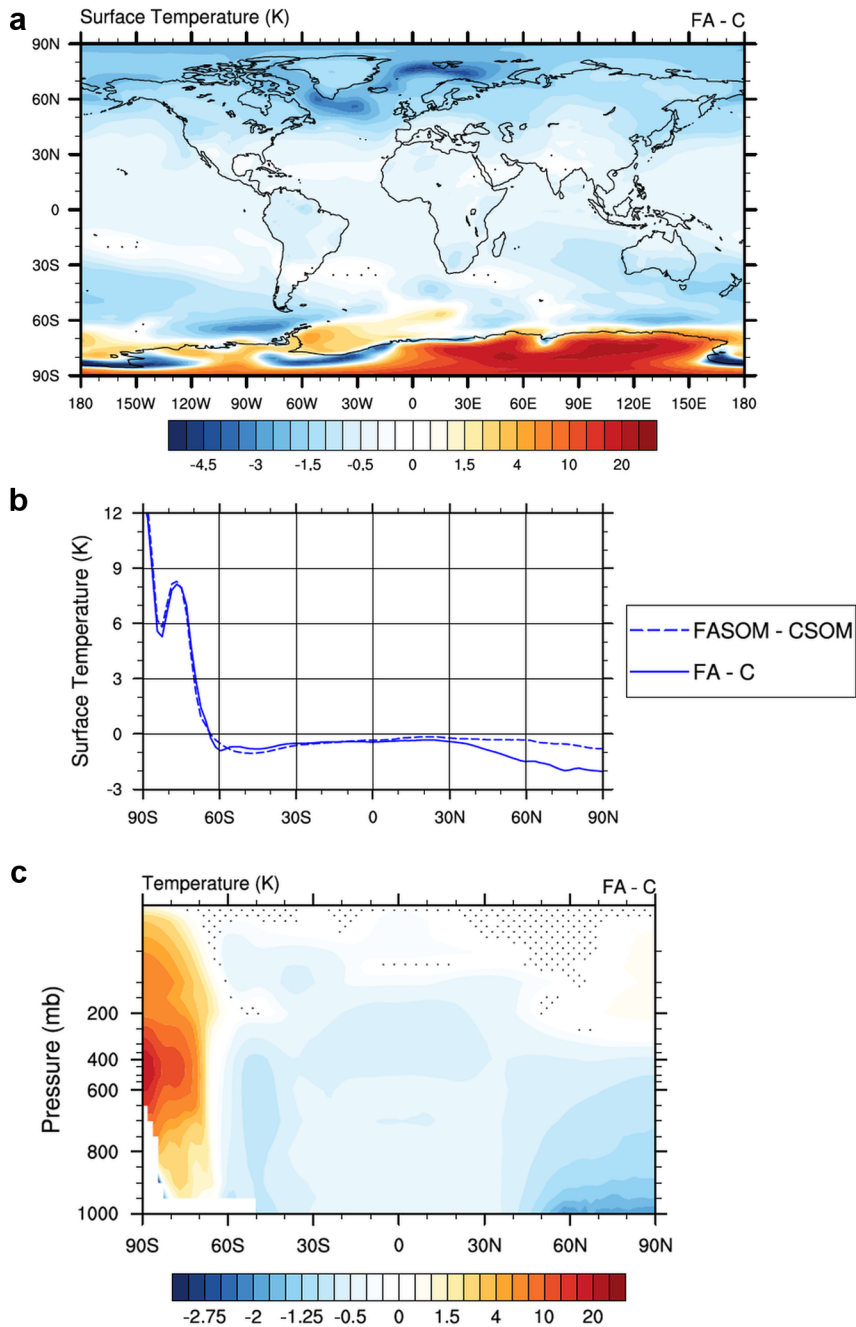 a
Surface Temperature (K) FA - C
90N
60N
30N
0
30S
60S
90S
180 150W 120W 90W 60W 30W 0 30E 60E 90E 120E 150E 180
-4.5 -3 -1.5 -0.5 0 1.5 4 10 20
b
12
9
6
3
0
-3
Surface Temperature (K)
90S 60S 30S 0 30N 60N 90N
FASOM - CSOM
FA - C
c
Temperature (K) FA - C
Pressure (mb)
200
400
600
800
1000
90S 60S 30S 0 30N 60N 90N
-2.75 -2 -1.25 -0.5 0 1.5 4 10 20